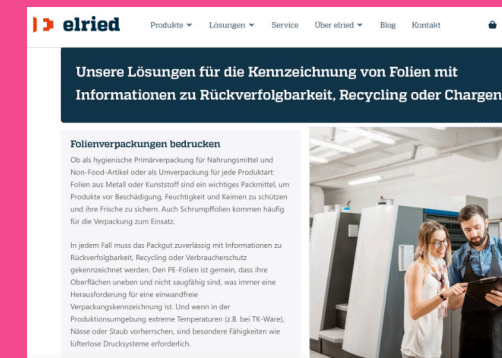 elried
Produkte Lösungen Service Über elried Blog Kontakt
Unsere Lösungen für die Kennzeichnung von Folien mit
Informationen zu Rückverfolgbarkeit, Recycling oder Chargen
Folienverpackungen bedrucken
Ob als hygienische Primärverpackung für Nahrungsmittel und
Non-Food-Artikel oder als Umverpackung für jede Produktart:
Folien aus Metall oder Kunststoff sind ein wichtiges Packmittel, um
Produkte vor Beschädigung, Feuchtigkeit und Keimen zu schützen
und ihre Frische zu sichern. Auch Schrumpffolien kommen häufig
für die Verpackung zum Einsatz.
In jedem Fall muss das Packgut zuverlässig mit Informationen zu
Rückverfolgbarkeit, Recycling oder Verbraucherschutz
gekennzeichnet werden. Den PE-Folien ist gemein, dass ihre
Oberflächen uneben und nicht saugfähig sind, was immer eine
Herausforderung für eine einwandfreie
Verpackungskennzeichnung ist. Und wenn in der
Produktionsumgebung extreme Temperaturen (z.B. bei TK-Ware),
Nässe oder Staub vorherrschen, sind besondere Fähigkeiten wie
lüfterlose Drucksysteme erforderlich.